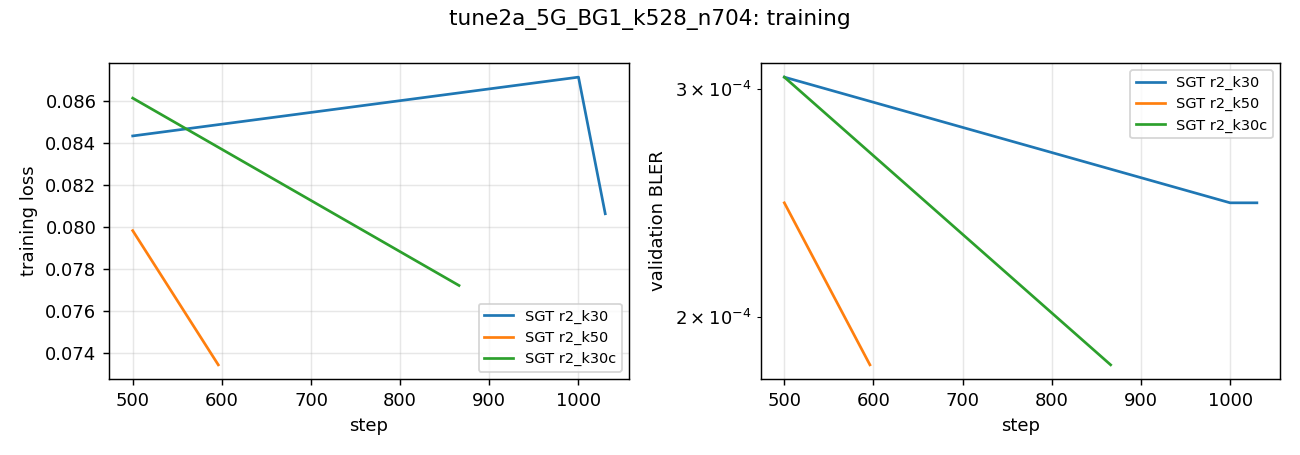 tune2a_5G_BG1_k528_n704: training
training loss
0.086
0.084
0.082
0.080
0.078
0.076
0.074
500 600 700 800 900 1000
step
SGT r2_k30
SGT r2_k50
SGT r2_k30c
validation BLER
3 × 10⁻⁴
2 × 10⁻⁴
500 600 700 800 900 1000
step
SGT r2_k30
SGT r2_k50
SGT r2_k30c